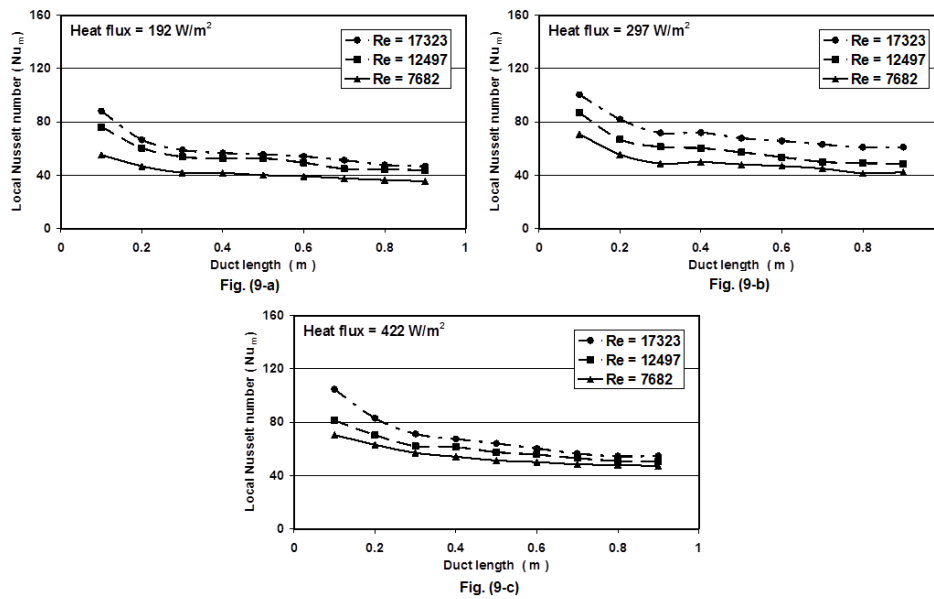 160
120
80
40
0
Local Nusselt number ( Nu m )
Heat flux = 192 W/m²
Re = 17323
Re = 12497
Re = 7682
0 0.2 0.4 0.6 0.8 1
Duct length ( m )
Fig. (9-a)
160
120
80
40
0
Local Nusselt number ( Nu m )
Heat flux = 297 W/m²
Re = 17323
Re = 12497
Re = 7682
0 0.2 0.4 0.6 0.8
Duct length ( m )
Fig. (9-b)
160
120
80
40
0
Local Nusselt number ( Nu m )
Heat flux = 422 W/m²
Re = 17323
Re = 12497
Re = 7682
0 0.2 0.4 0.6 0.8 1
Duct length ( m )
Fig. (9-c)